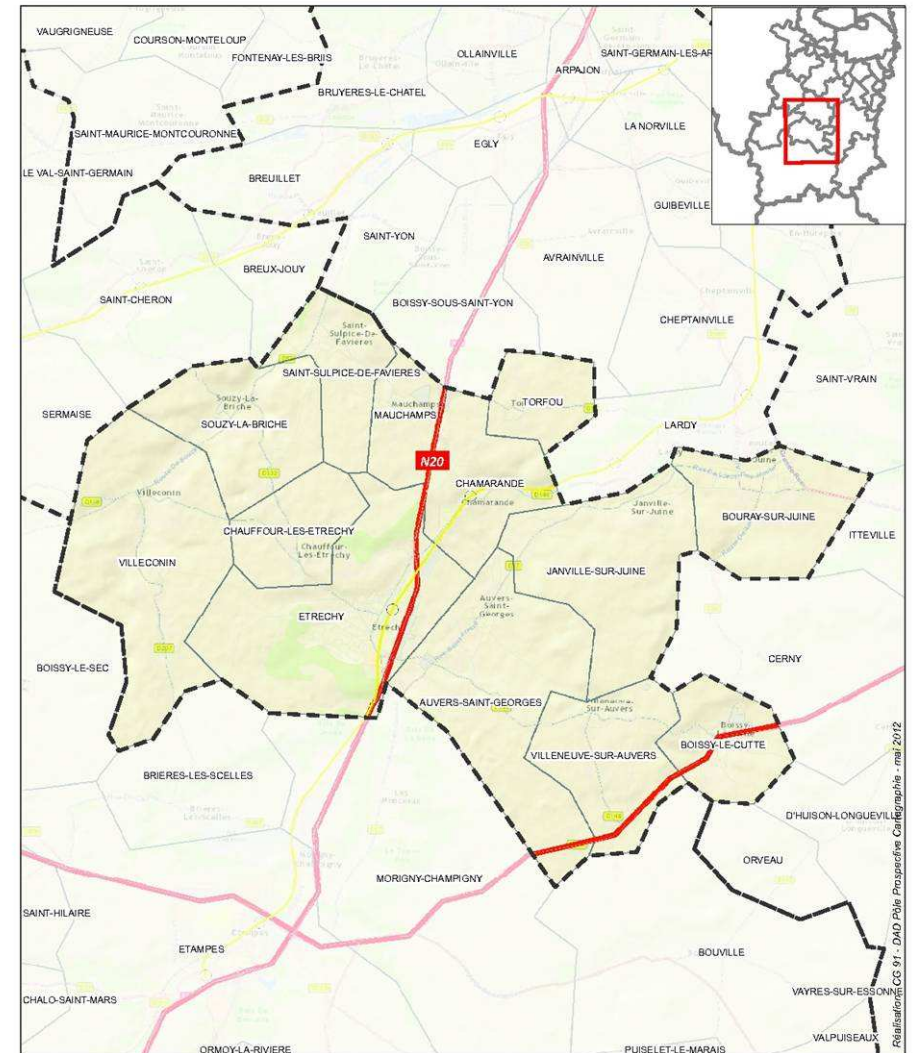 VAUGRIGNEUSE
COURSON-MONTELOUP
FONTENAY-LES-BRIIS
OLLAINVILLE
SAINT-GERMAIN-LES-AR
ARPAJON
BRUYERES-LE-CHATEL
SAINT-MAURICE-MONTCOURONNE
LA NORVILLE
EGLY
LE VAL-SAINT-GERMAIN
BREUILLET
GUIBEVILLE
SAINT-YON
AVRAINVILLE
BREUX-JOUY
SAINT-CHERON
BOISSY-SOUS-SAINT-YON
CHEPTAINVILLE
Saint-
Sulpice-De-
Favieres
SAINT-SULPICE-DE-FAVIERES
SAINT-VRAIN
Souzy-La-
Briche
Mauchamps
TORFOU
SERMAISE
MAUCHAMPS
SOUZY-LA-BRICHE
LARDY
N20
CHAMARANDE
Chamarande
Villeconin
Janville-
Sur-Juine
BOURAY-SUR-JUINE
CHAUFFOUR-LES-ETRECHY
ITTEVILLE
Chauffour-
Les-Etrechy
VILLECONIN
JANVILLE-SUR-JUINE
Auvers-
Saint-
Georges
ETRECHY
Etrechy
CERNY
BOISSY-LE-SEC
AUVERS-SAINT-GEORGES
Sur-Auvers
Boissy-
BOISSY-LE-CUTTE
VILLENEUVE-SUR-AUVERS
BRIERES-LES-SCELLES
D'HUISON-LONGUEVILLE
ORVEAU
MORIGNY-CHAMPIGNY
SAINT-HILAIRE
ETAMPES
BOUVILLE
CHALO-SAINT-MARS
VAYRES-SUR-ESSONNE
VALPUISEAUX
ORMOY-LA-RIVIERE
PUISELET-LE-MARAIS
Réalisation : CG 91 - DAD Pôle Prospective Cartographie - mai 2012